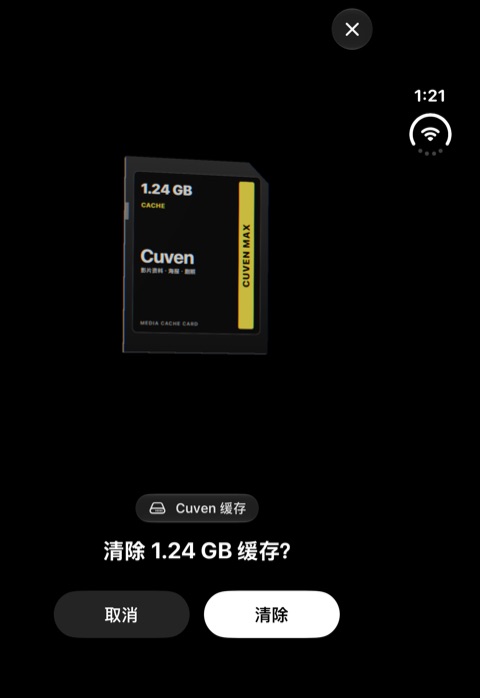 1:21
1.24 GB
CACHE
Cuven
影片资料 · 海报 · 剧照
MEDIA CACHE CARD
CUVEN MAX
Cuven 缓存
清除 1.24 GB 缓存?
取消
清除